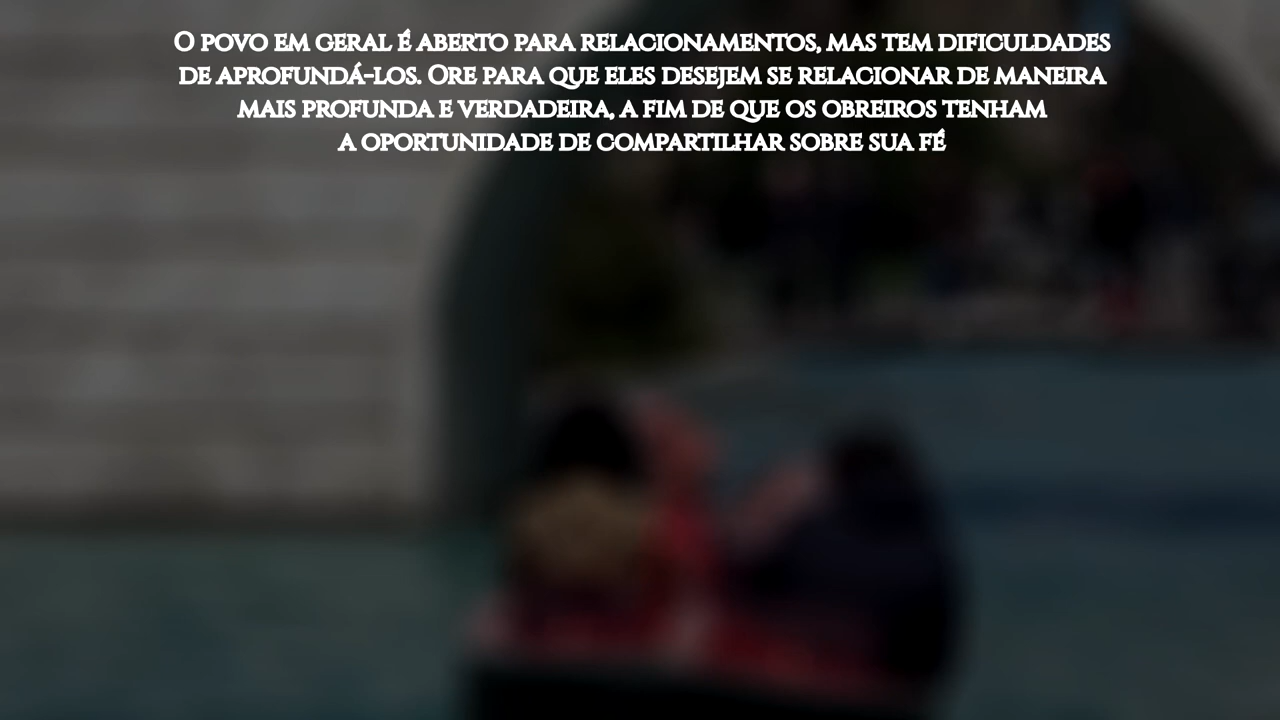 O povo em geral é aberto para relacionamentos, mas tem dificuldades
de aprofundá-los. Ore para que eles desejem se relacionar de maneira
mais profunda e verdadeira, a fim de que os obreiros tenham
a oportunidade de compartilhar sobre sua fé